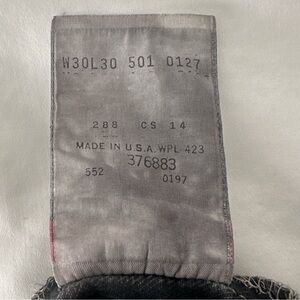 W30L30 501 0127
288 CS 14
MADE IN U.S.A. WPL 423
376883
552 0197